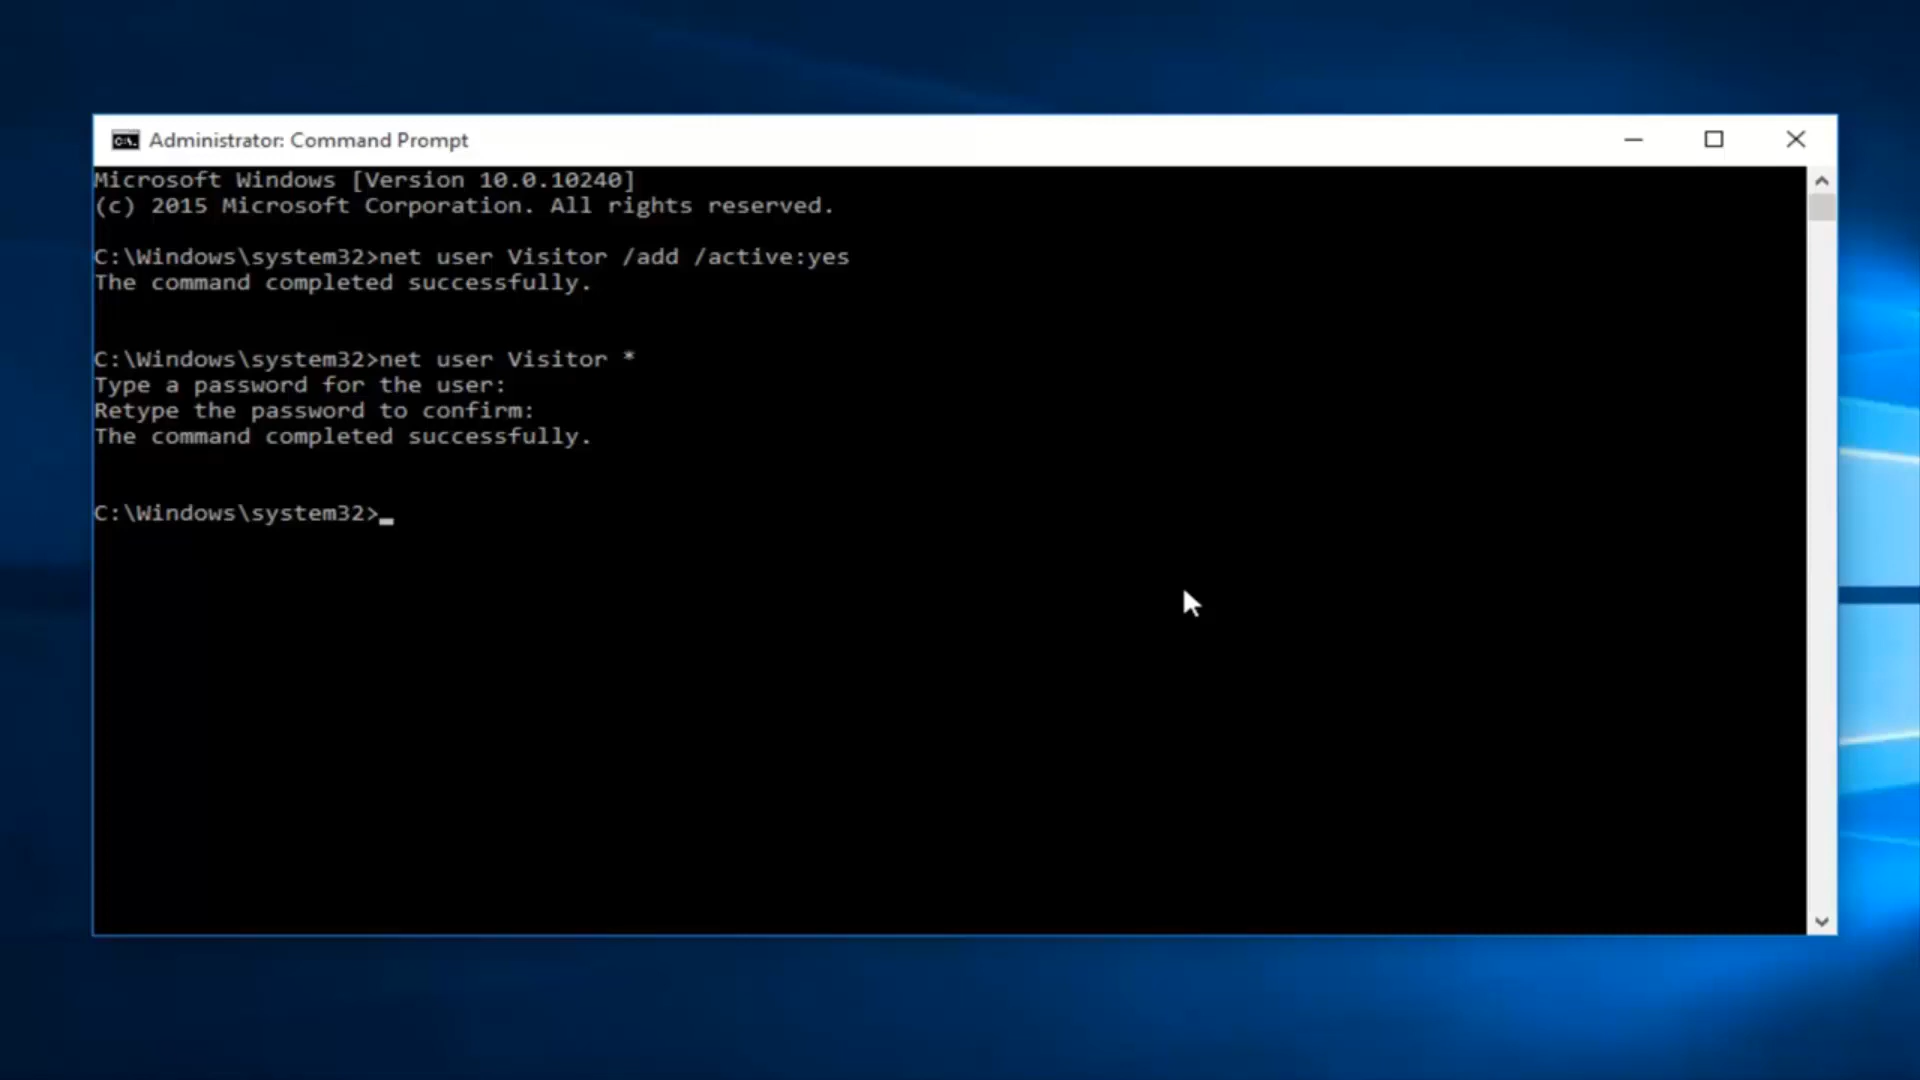 Administrator: Command Prompt
Microsoft Windows [Version 10.0.10240]
(c) 2015 Microsoft Corporation. All rights reserved.
C:\Windows\system32>net user Visitor /add /active:yes
The command completed successfully.
C:\Windows\system32>net user Visitor *
Type a password for the user:
Retype the password to confirm:
The command completed successfully.
C:\Windows\system32>